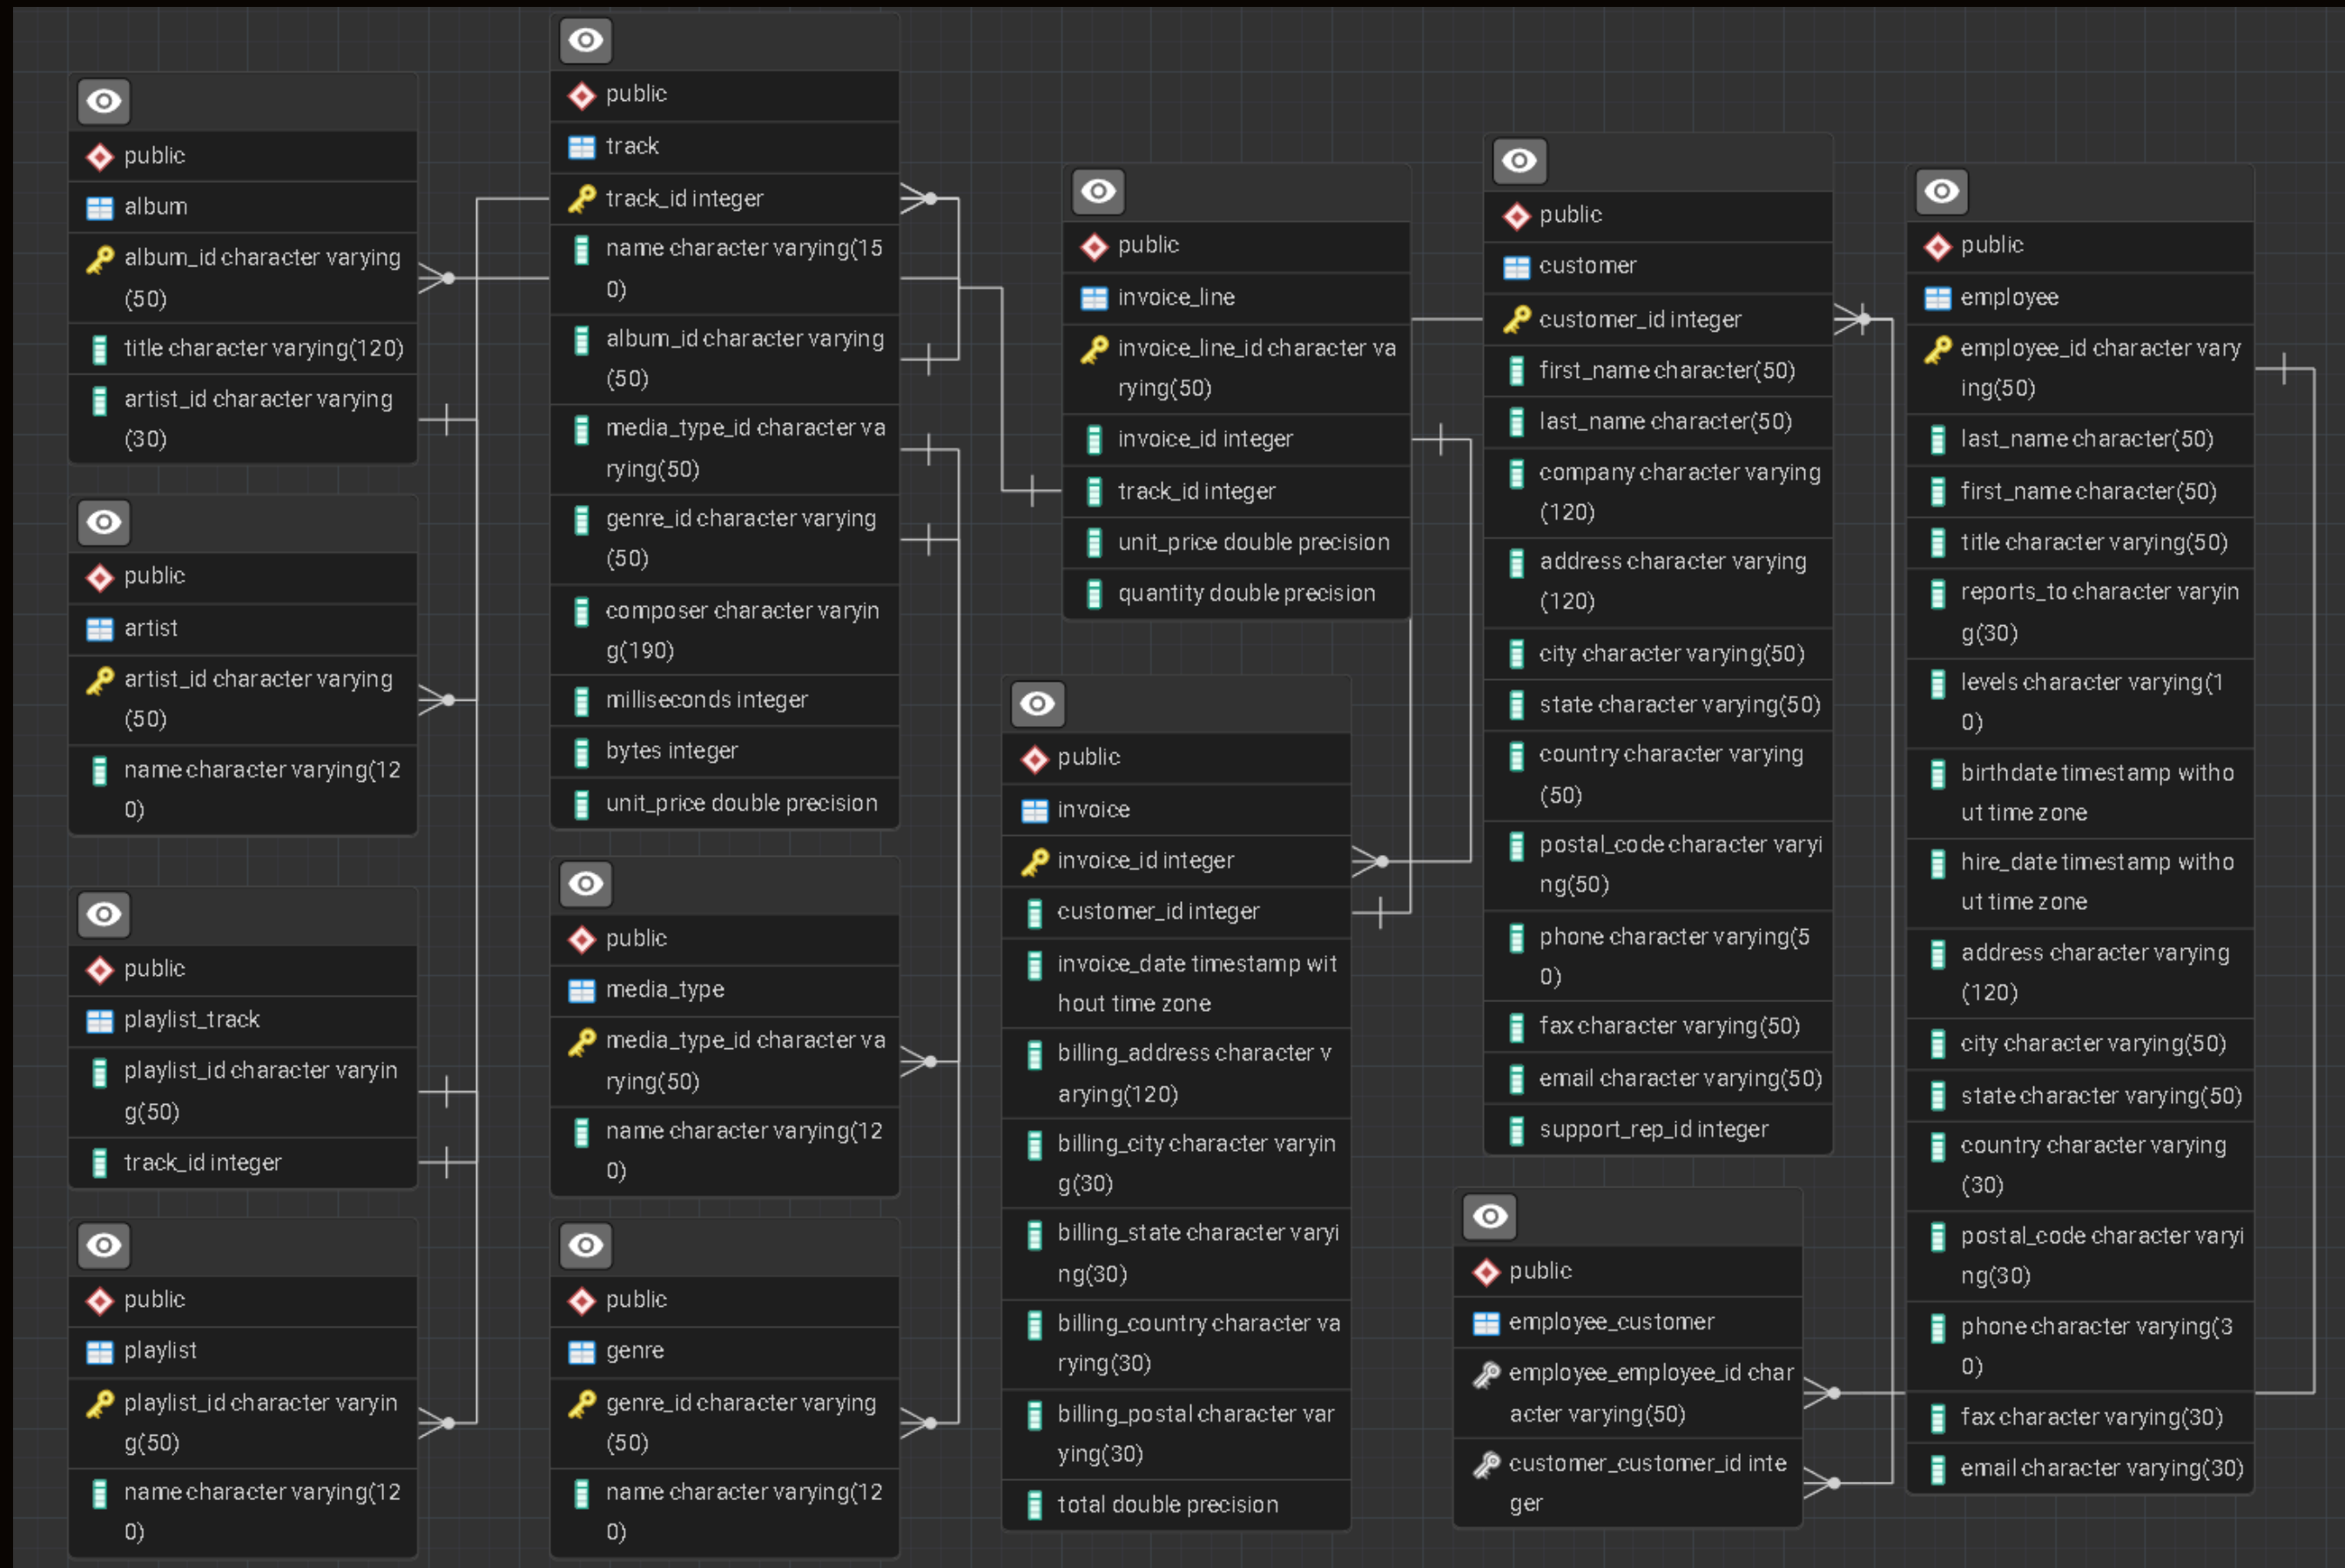 public
album
album_id character varying
(50)
title character varying(120)
artist_id character varying
(30)
public
artist
artist_id character varying
(50)
name character varying(12
0)
public
playlist_track
playlist_id character varyin
g(50)
track_id integer
public
playlist
playlist_id character varyin
g(50)
name character varying(12
0)
public
track
track_id integer
name character varying(15
0)
album_id character varying
(50)
media_type_id character va
rying(50)
genre_id character varying
(50)
composer character varyin
g(190)
milliseconds integer
bytes integer
unit_price double precision
public
media_type
media_type_id character va
rying(50)
name character varying(12
0)
public
genre
genre_id character varying
(50)
name character varying(12
0)
public
invoice_line
invoice_line_id character va
rying(50)
invoice_id integer
track_id integer
unit_price double precision
quantity double precision
public
invoice
invoice_id integer
customer_id integer
invoice_date timestamp wit
hout time zone
billing_address character v
arying(120)
billing_city character varyin
g(30)
billing_state character varyi
ng(30)
billing_country character va
rying(30)
billing_postal character var
ying(30)
total double precision
public
customer
customer_id integer
first_name character(50)
last_name character(50)
company character varying
(120)
address character varying
(120)
city character varying(50)
state character varying(50)
country character varying
(50)
postal_code character varyi
ng(50)
phone character varying(5
0)
fax character varying(50)
email character varying(50)
support_rep_id integer
public
employee_customer
employee_employee_id char
acter varying(50)
customer_customer_id inte
ger
public
employee
employee_id character vary
ing(50)
last_name character(50)
first_name character(50)
title character varying(50)
reports_to character varyin
g(30)
levels character varying(1
0)
birthdate timestamp witho
ut time zone
hire_date timestamp witho
ut time zone
address character varying
(120)
city character varying(50)
state character varying(50)
country character varying
(30)
postal_code character varyi
ng(30)
phone character varying(3
0)
fax character varying(30)
email character varying(30)